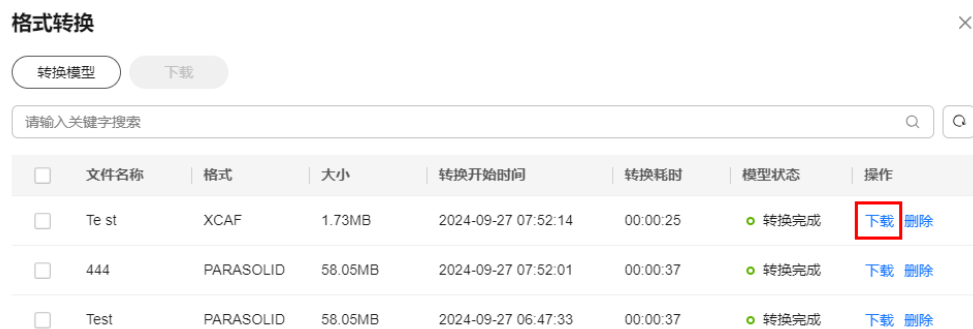 格式转换
转换模型 下载
请输入关键字搜索
文件名称 格式 大小 转换开始时间 转换耗时 模型状态 操作
Te st XCAF 1.73MB 2024-09-27 07:52:14 00:00:25 转换完成 下载 删除
444 PARASOLID 58.05MB 2024-09-27 07:52:01 00:00:37 转换完成 下载 删除
Test PARASOLID 58.05MB 2024-09-27 06:47:33 00:00:37 转换完成 下载 删除